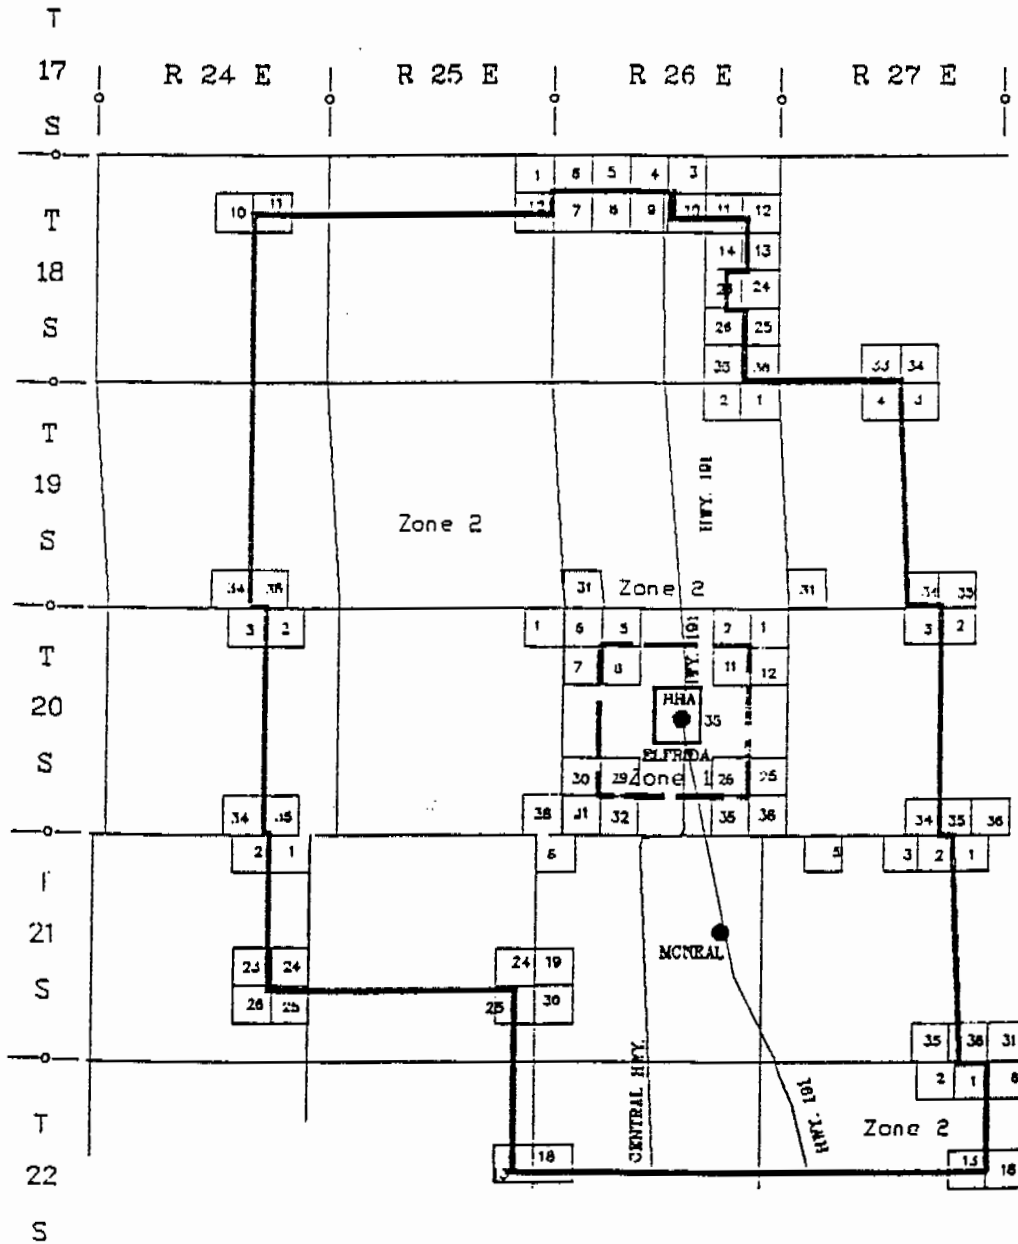 T
17
S
R 24 E R 25 E R 26 E R 27 E
1 6 5 4 3
T
18
S
10 11
12 7 8 9 10 11 12
14 13
23 24
26 25
35 36
33 34
2 1
4 3
T
19
S
HWY. 191
Zone 2
34 35
31
Zone 2
31
34 35
T
20
S
3 2
1 6 5
2 1
3 2
HWY. 191
7 8
11 12
HHA
35
ELFRIDA
30 29 Zone 1 26 25
34 35
36 31 32
35 36
34 35 36
T
21
S
2 1
6
5
3 2 1
MCNEAL
23 24
24 19
26 25
25 30
35 36 31
CENTRAL HWY.
2 1 6
T
22
S
HWY. 191
Zone 2
18
13 18